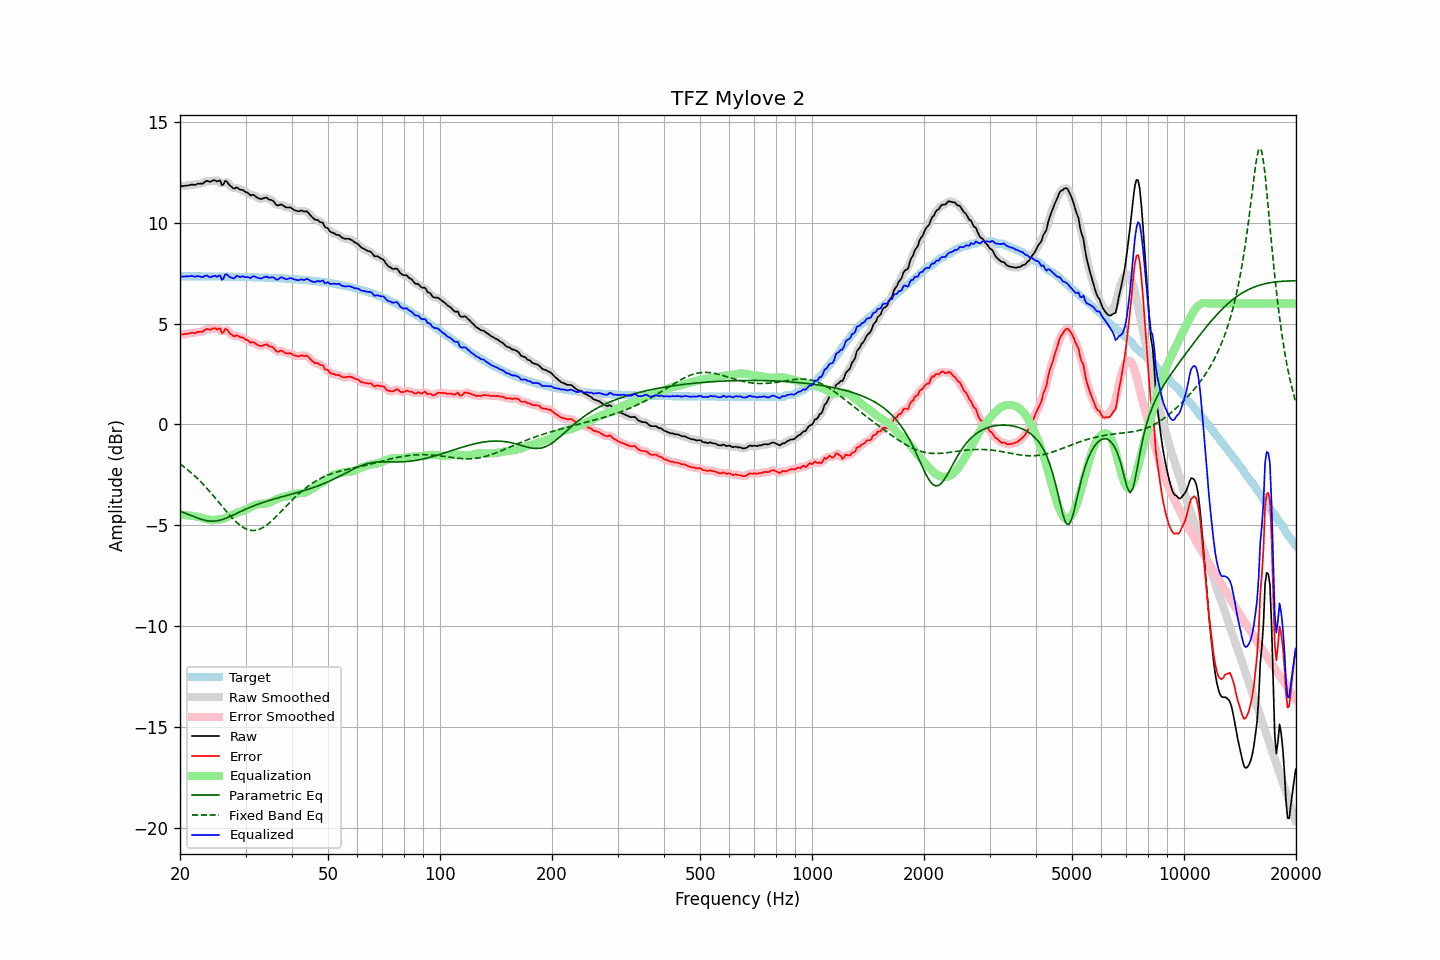 TFZ Mylove 2
15
10
5
0
−5
−10
−15
−20
Amplitude (dBr)
Target
Raw Smoothed
Error Smoothed
Raw
Error
Equalization
Parametric Eq
Fixed Band Eq
Equalized
20
50
100
200
500
1000
2000
5000
10000
20000
Frequency (Hz)